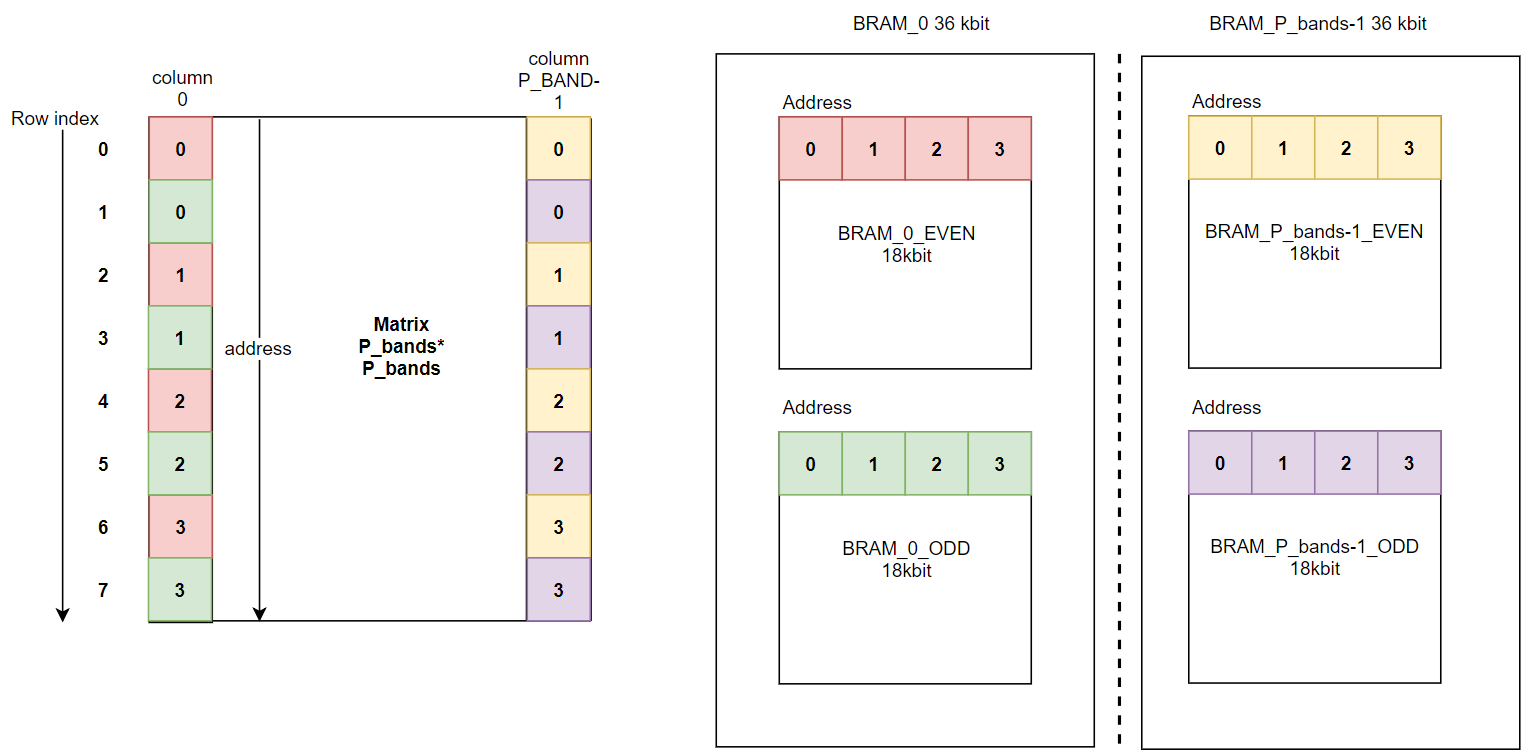 BRAM_0 36 kbit
BRAM_P_bands-1 36 kbit
column
0
column
P_BAND-
1
Row index
0
1
2
3
4
5
6
7
0
0
1
1
2
2
3
3
address
Matrix
P_bands*
P_bands
0
0
1
1
2
2
3
3
Address
0 1 2 3
BRAM_0_EVEN
18kbit
Address
0 1 2 3
BRAM_0_ODD
18kbit
Address
0 1 2 3
BRAM_P_bands-1_EVEN
18kbit
Address
0 1 2 3
BRAM_P_bands-1_ODD
18kbit